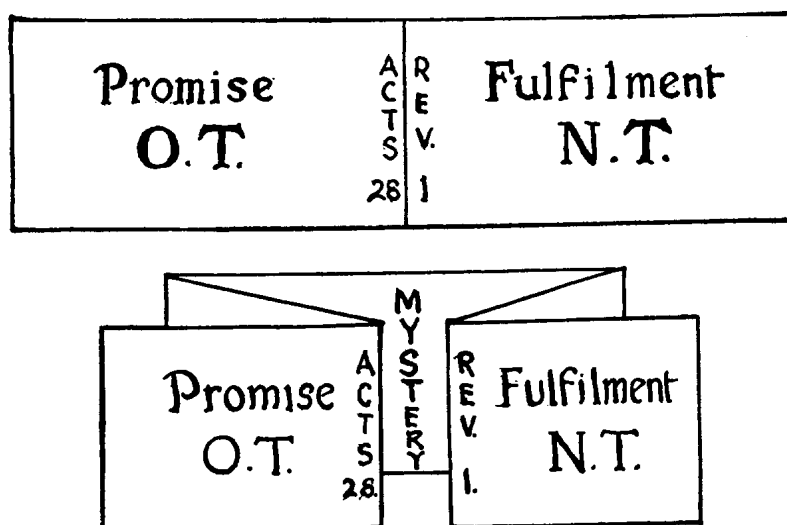 Promise
O.T.
ACTS
28
REV.
1
Fulfilment
N.T.
Promise
O.T.
ACTS
28.
MYSTERY
REV.
1.
Fulfilment
N.T.